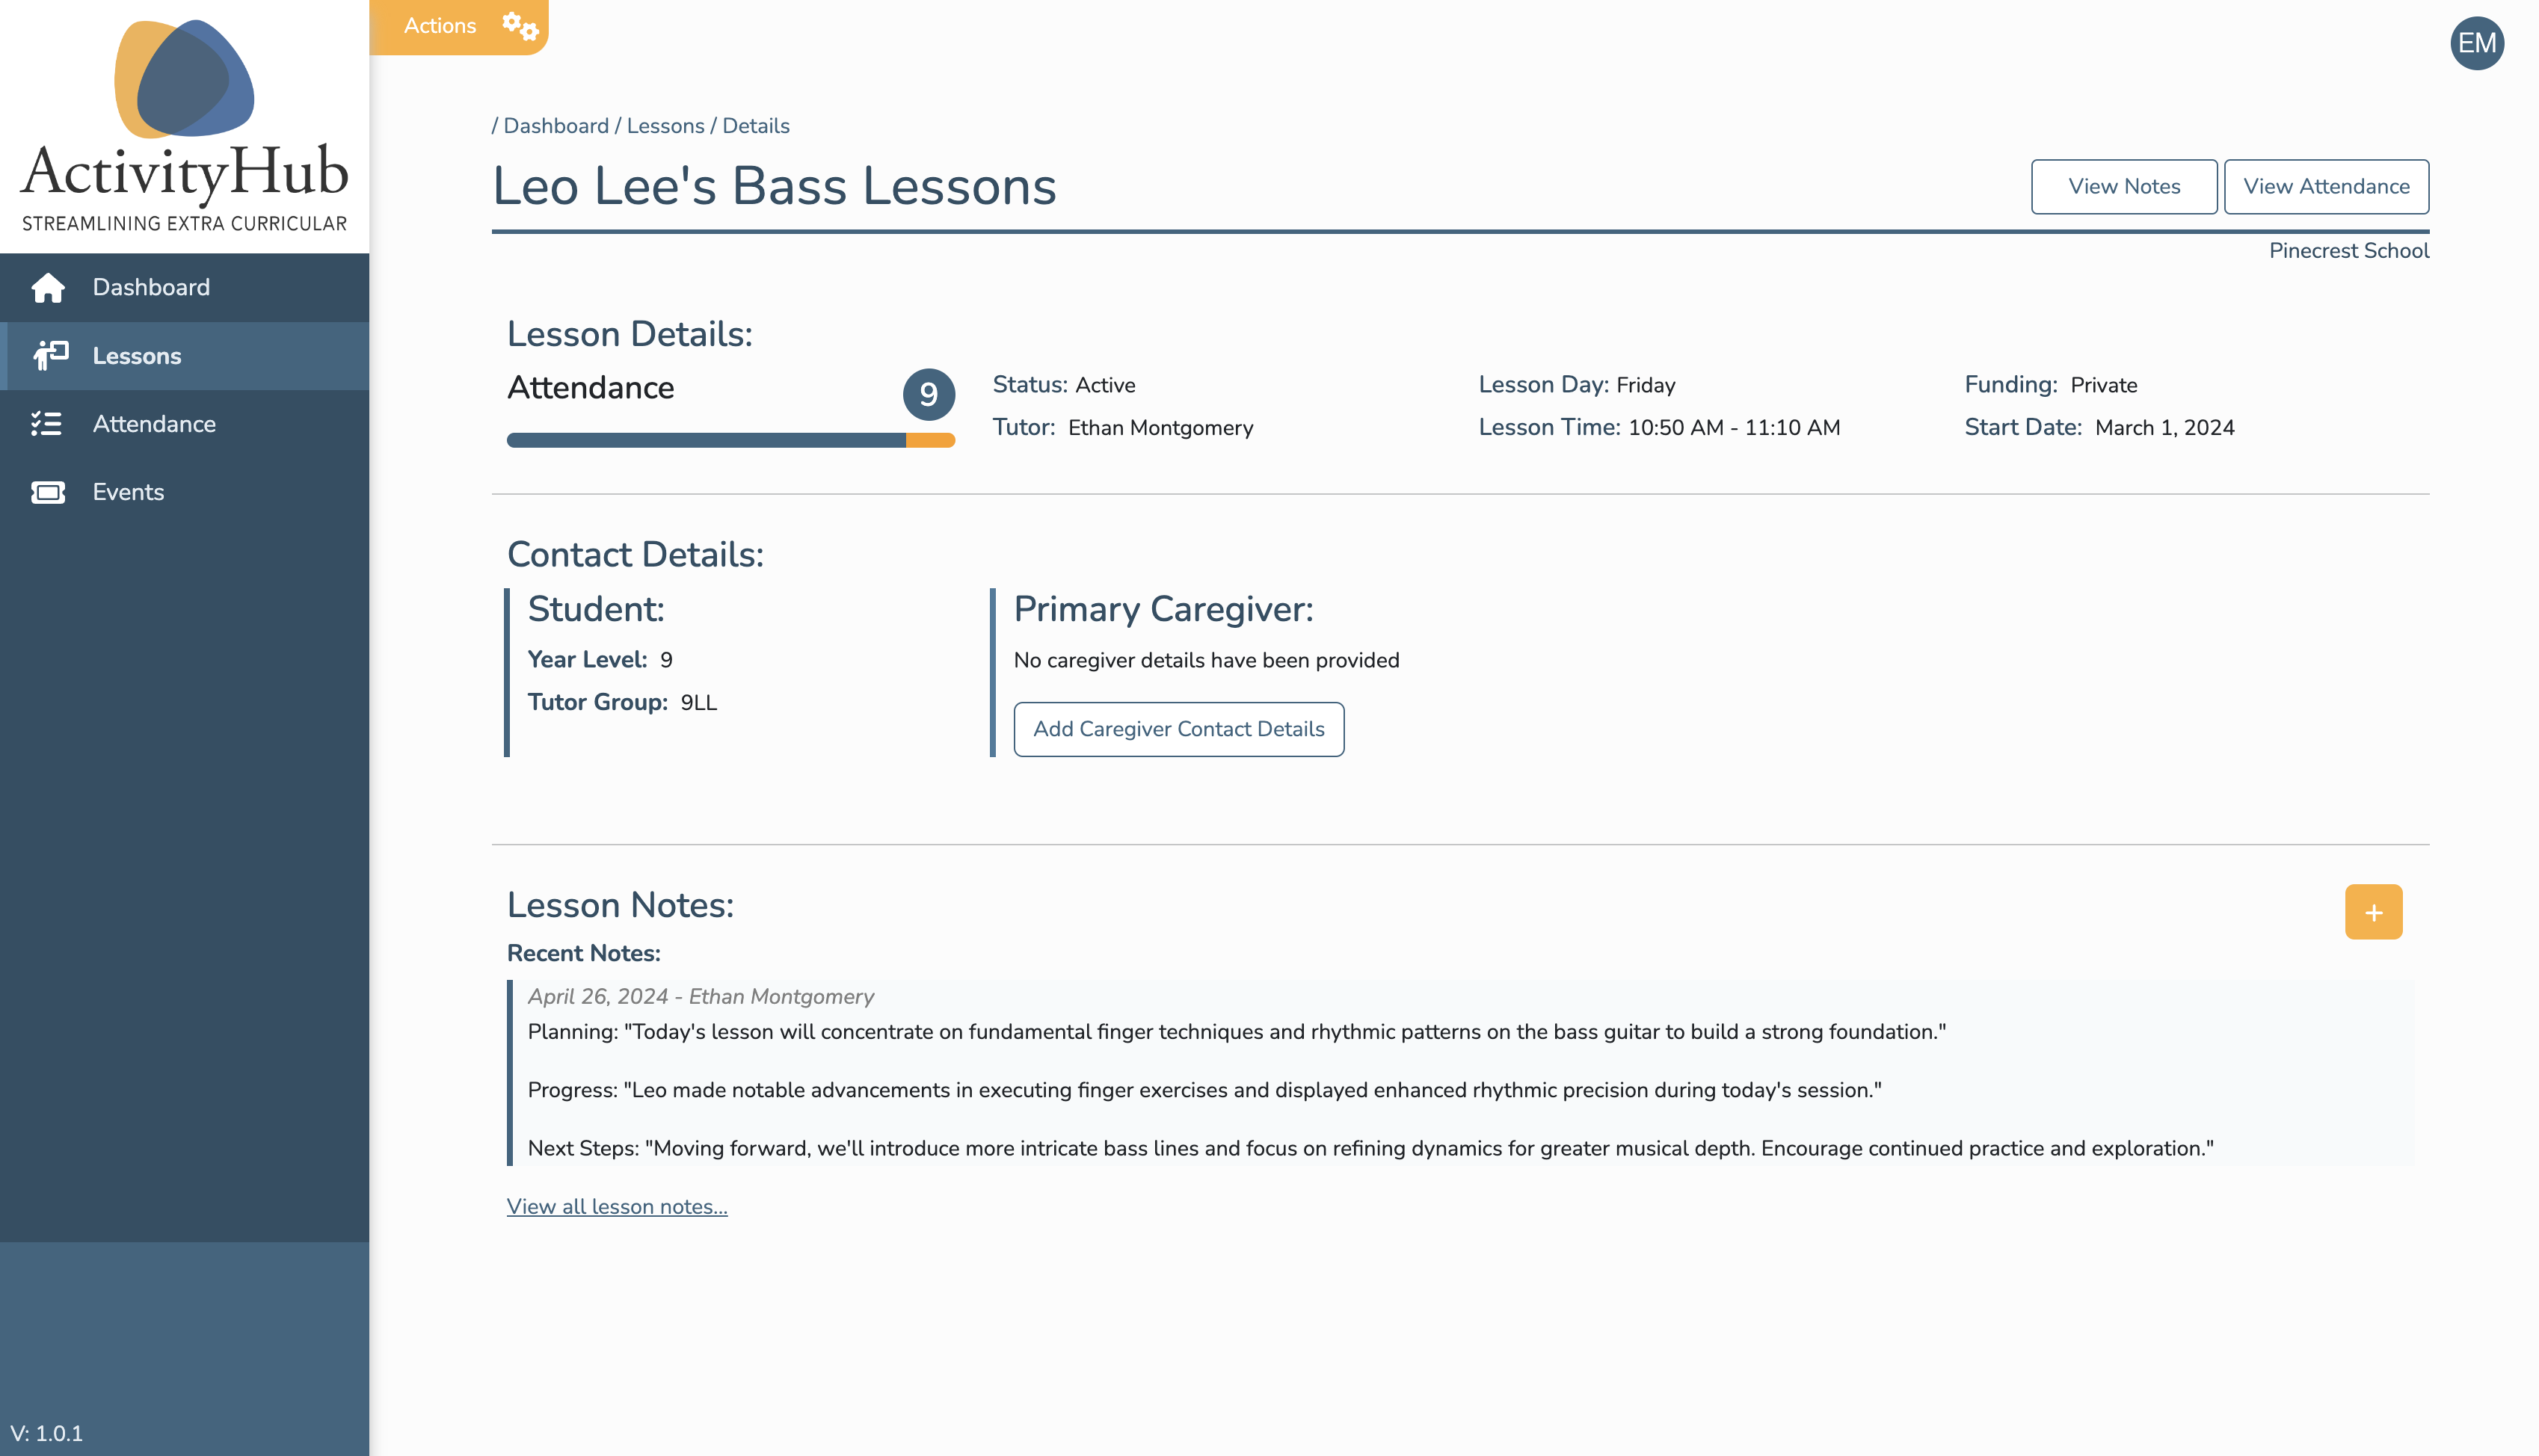 Actions
EM
ActivityHub
STREAMLINING EXTRA CURRICULAR
Dashboard
Lessons
Attendance
Events
V: 1.0.1
/ Dashboard / Lessons / Details
Leo Lee's Bass Lessons
View Notes
View Attendance
Pinecrest School
Lesson Details:
Attendance
9
Status: Active
Tutor: Ethan Montgomery
Lesson Day: Friday
Lesson Time: 10:50 AM - 11:10 AM
Funding: Private
Start Date: March 1, 2024
Contact Details:
Student:
Year Level: 9
Tutor Group: 9LL
Primary Caregiver:
No caregiver details have been provided
Add Caregiver Contact Details
Lesson Notes:
+
Recent Notes:
April 26, 2024 - Ethan Montgomery
Planning: "Today's lesson will concentrate on fundamental finger techniques and rhythmic patterns on the bass guitar to build a strong foundation."
Progress: "Leo made notable advancements in executing finger exercises and displayed enhanced rhythmic precision during today's session."
Next Steps: "Moving forward, we'll introduce more intricate bass lines and focus on refining dynamics for greater musical depth. Encourage continued practice and exploration."
View all lesson notes...